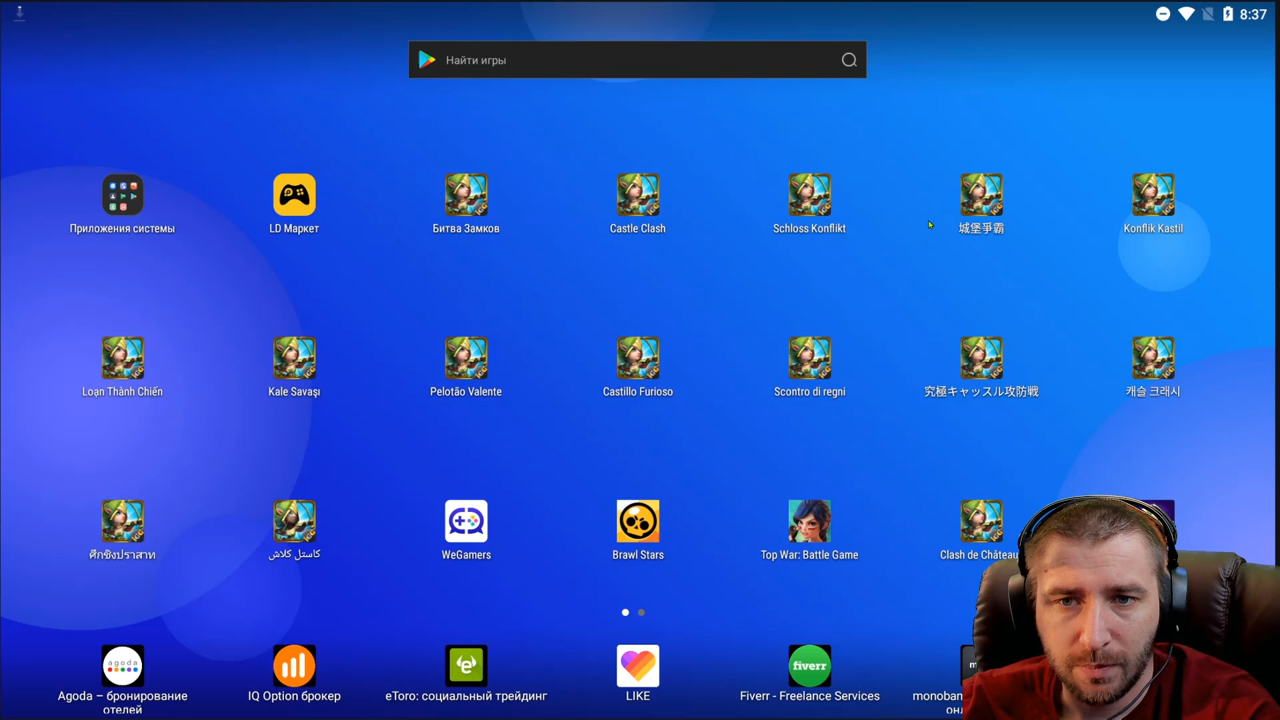 8:37
Найти игры
Приложения системы
LD Маркет
Битва Замков
Castle Clash
Schloss Konflikt
城堡爭霸
Konflik Kastil
Loạn Thành Chiến
Kale Savaşı
Pelotão Valente
Castillo Furioso
Scontro di regni
究極キャッスル攻防戦
캐슬 크래시
ศึกชิงปราสาท
كاستل كلاش
WeGamers
Brawl Stars
Top War: Battle Game
Clash de Château
agoda
Agoda – бронирование
отелей
IQ Option брокер
eToro: социальный трейдинг
LIKE
fiverr
Fiverr - Freelance Services
monoban
онл